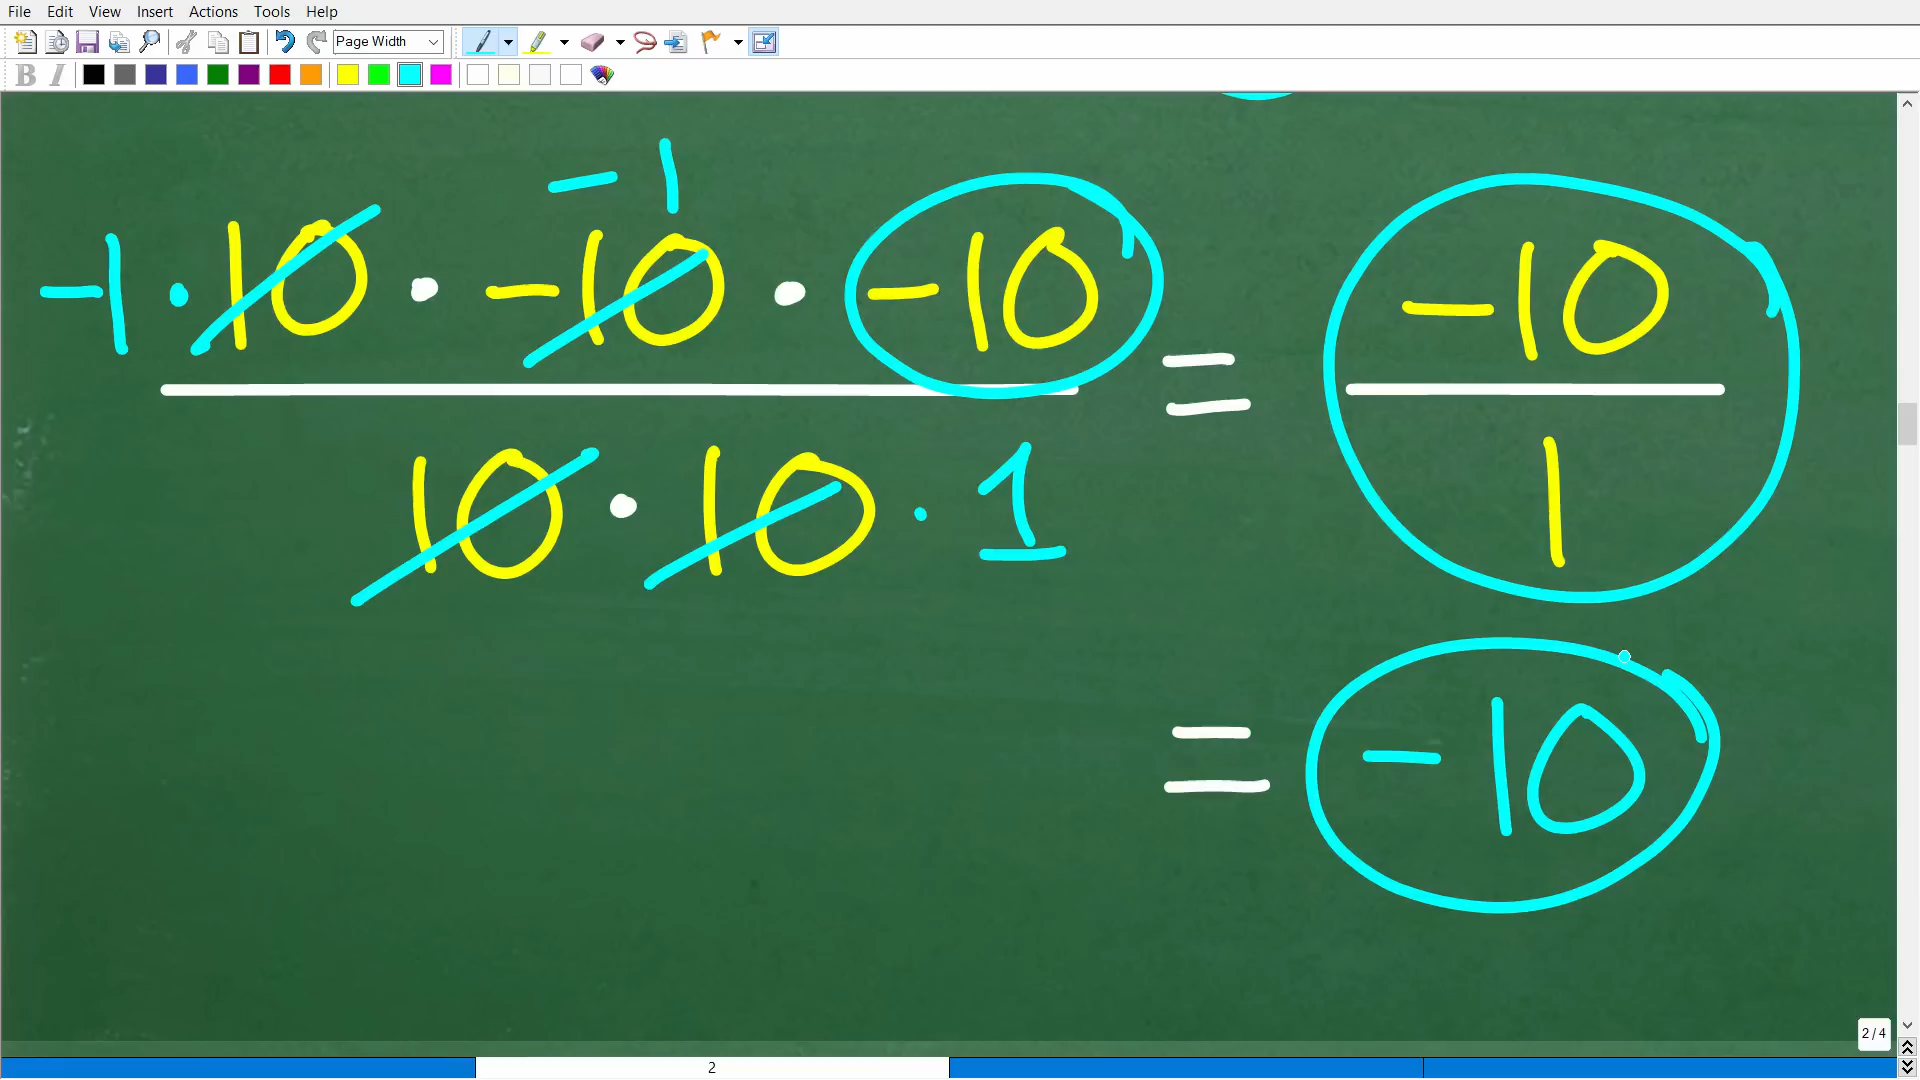 File Edit View Insert Actions Tools Help
Page Width
B I
- 1
-1 · 10 · -10 · -10 = -10
10 · 10 · 1 1
= -10
2 / 4
2